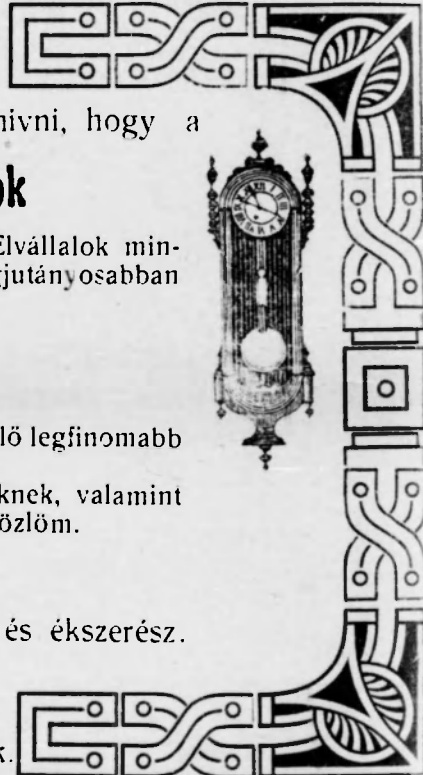 nivni, hogy a
ok
Elvállalok min-
jutányosabban
lő legfinomabb
knek, valamint
özlöm.
és ékszerész.
k.